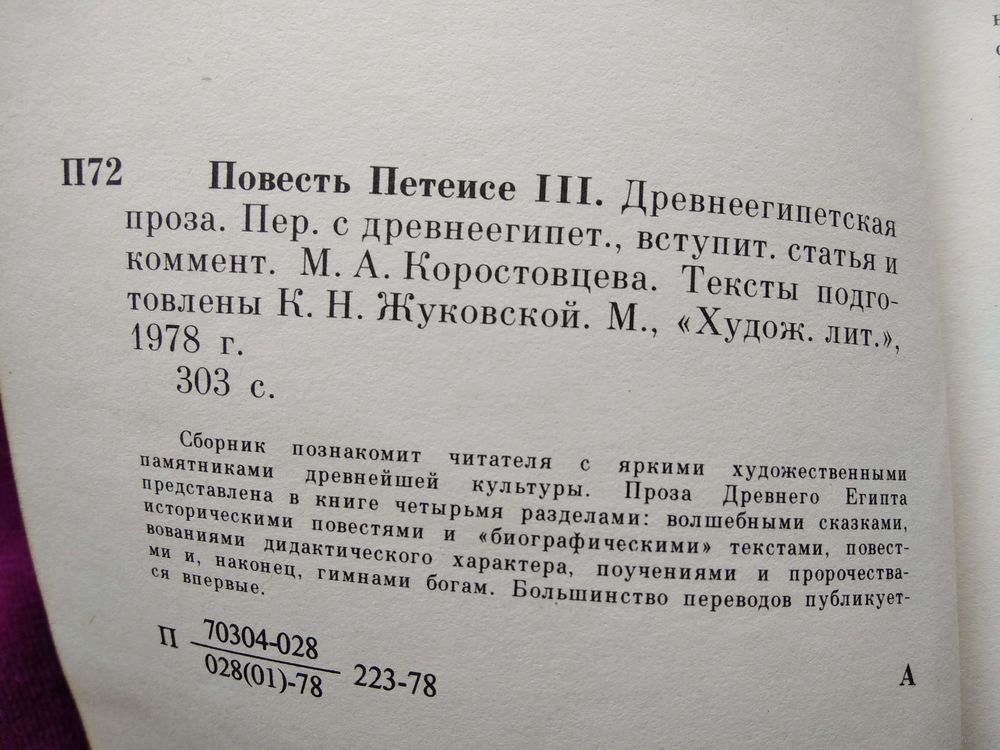 П72 Повесть Петеисе III. Древнеегипетская
проза. Пер. с древнеегипет., вступит. статья и
коммент. М. А. Коростовцева. Тексты подго-
товлены К. Н. Жуковской. М., «Худож. лит.»,
1978 г.
303 с.
Сборник познакомит читателя с яркими художественными
памятниками древнейшей культуры. Проза Древнего Египта
представлена в книге четырьмя разделами: волшебными сказками,
историческими повестями и «биографическими» текстами, повест-
вованиями дидактического характера, поучениями и пророчества-
ми и, наконец, гимнами богам. Большинство переводов публикует-
ся впервые.
П 70304-028
028(01)-78 223-78
А